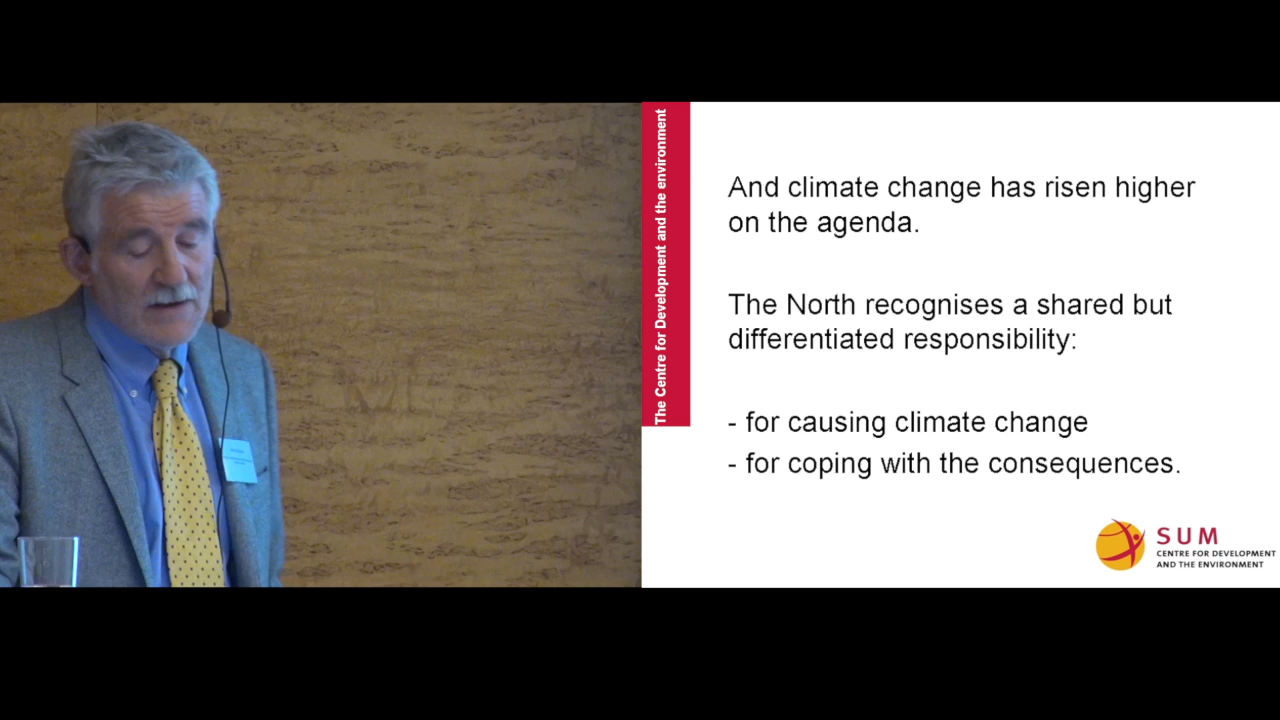 The Centre for Development and the environment
And climate change has risen higher
on the agenda.
The North recognises a shared but
differentiated responsibility:
- for causing climate change
- for coping with the consequences.
SUM
CENTRE FOR DEVELOPMENT
AND THE ENVIRONMENT